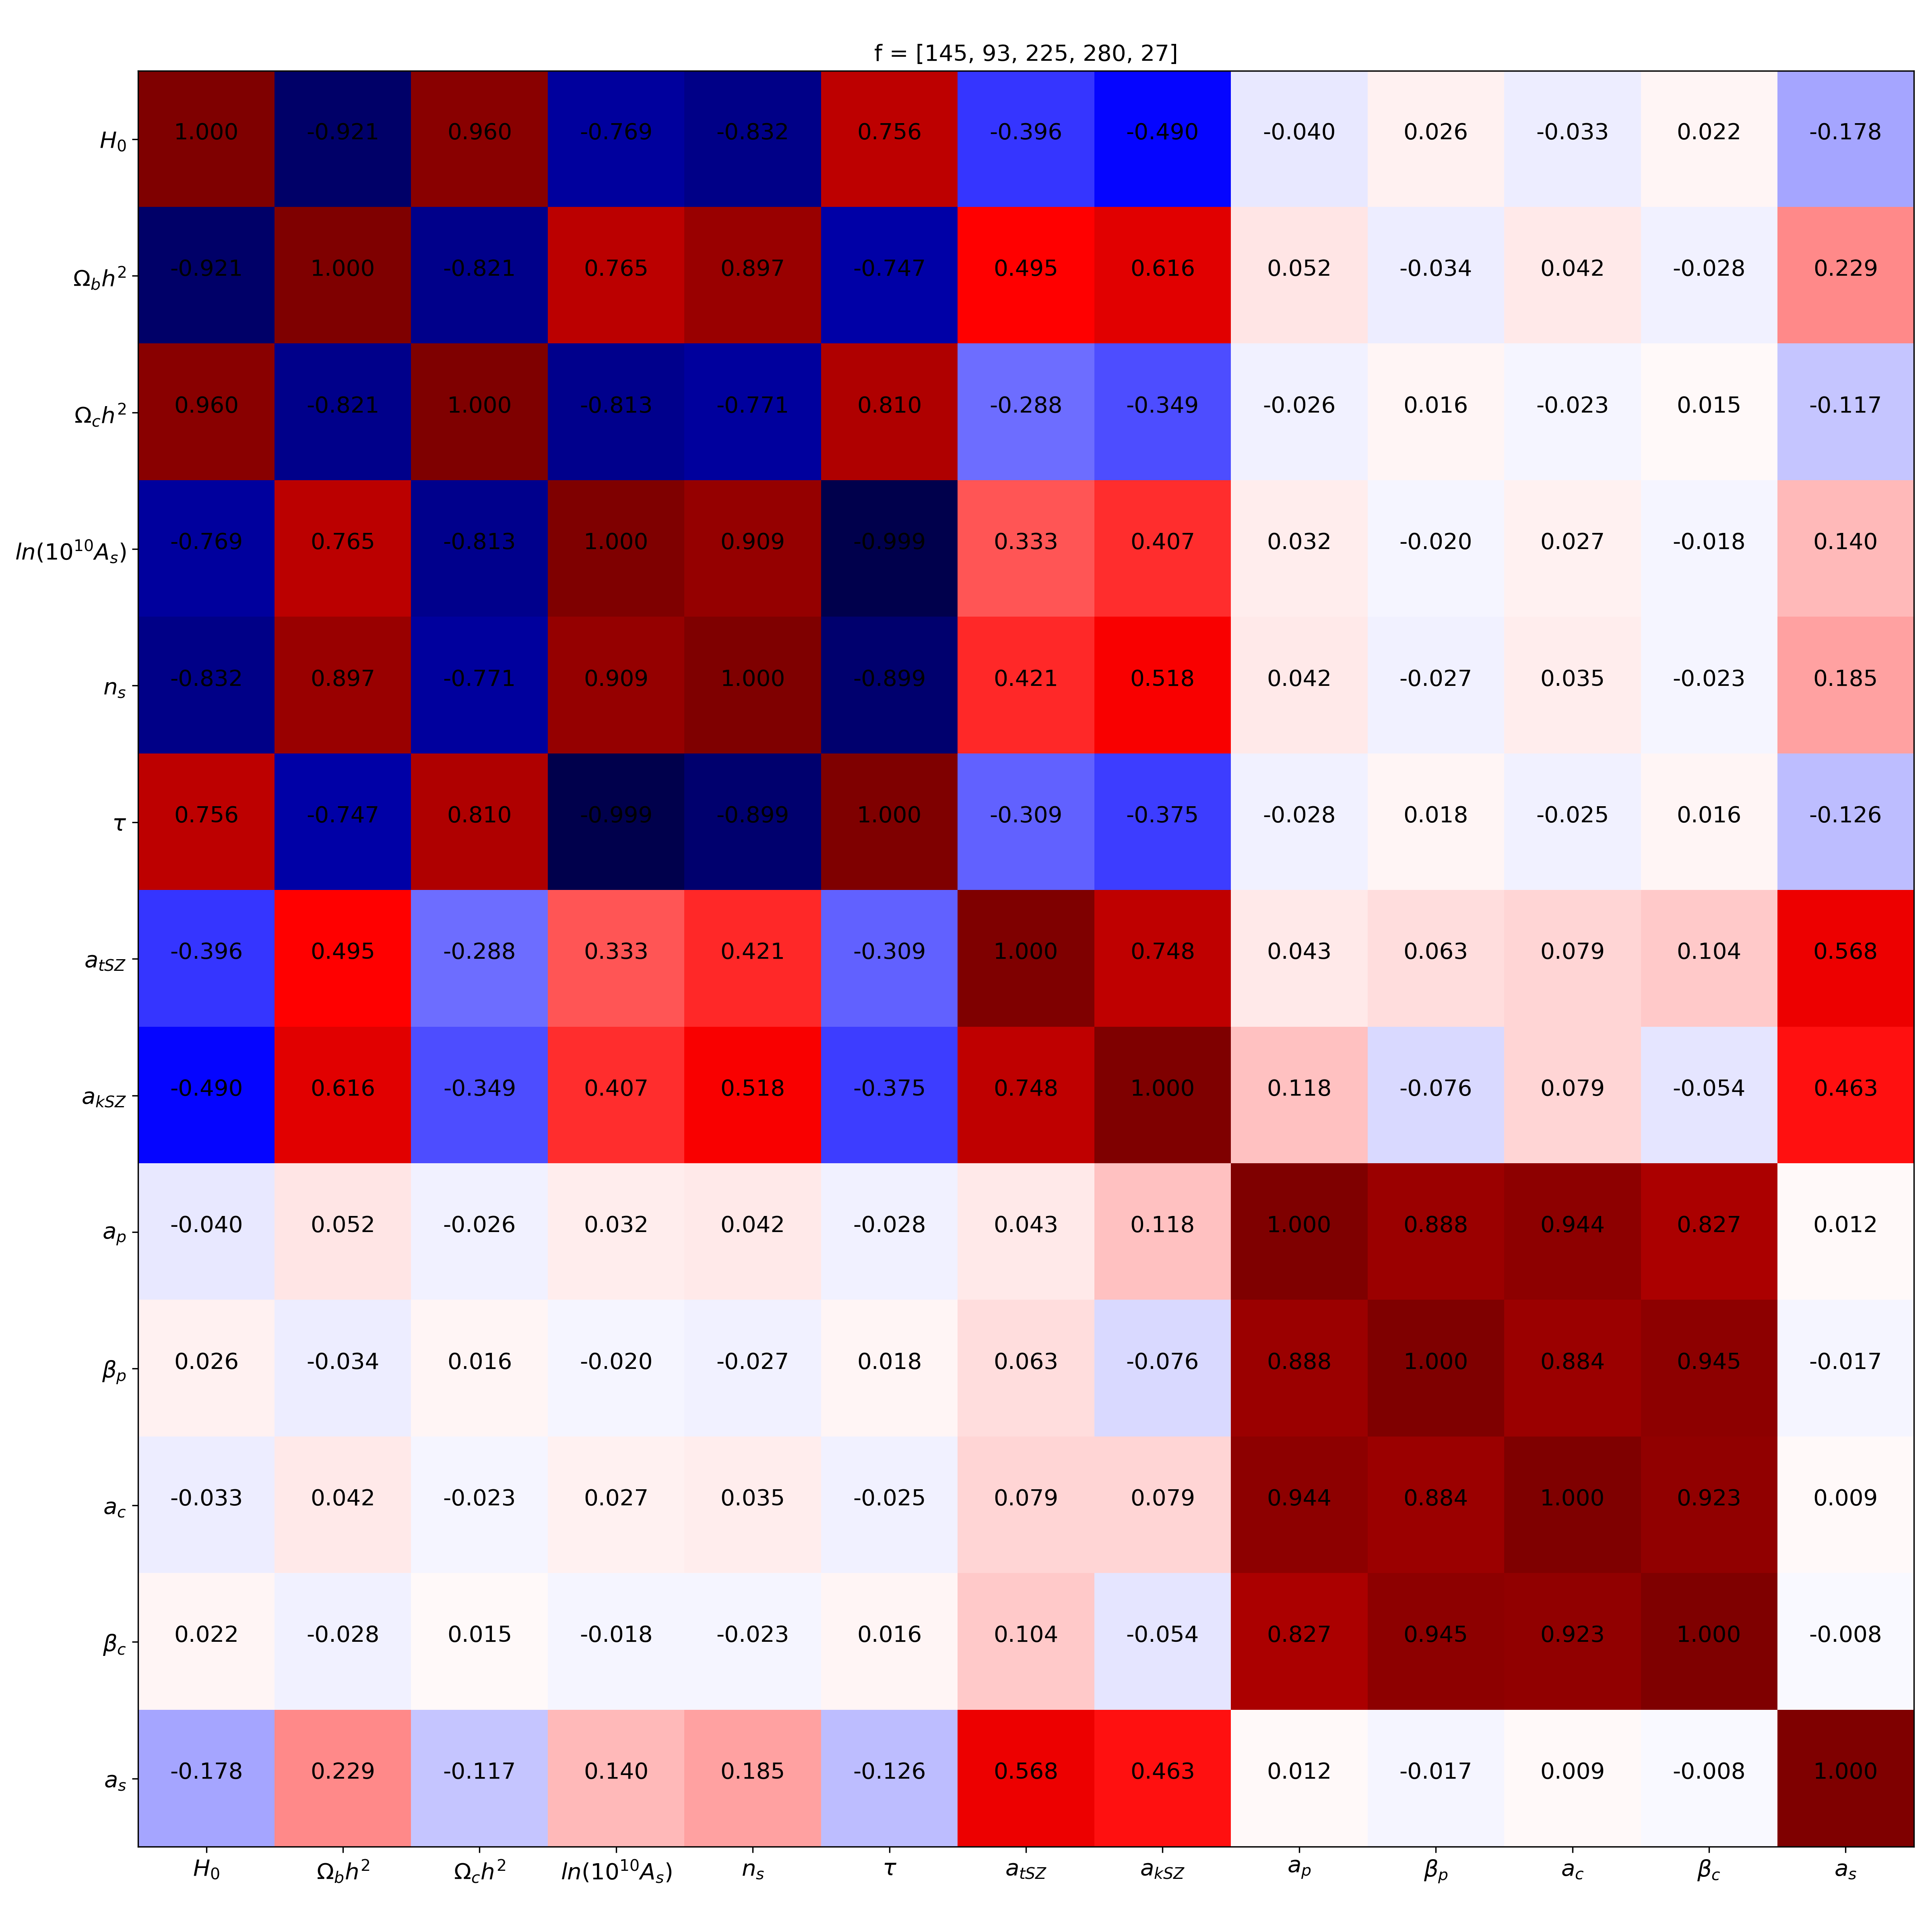 f = [145, 93, 225, 280, 27]
H₀ 1.000 -0.921 0.960 -0.769 -0.832 0.756 -0.396 -0.490 -0.040 0.026 -0.033 0.022 -0.178
Ω_b h² -0.921 1.000 -0.821 0.765 0.897 -0.747 0.495 0.616 0.052 -0.034 0.042 -0.028 0.229
Ω_c h² 0.960 -0.821 1.000 -0.813 -0.771 0.810 -0.288 -0.349 -0.026 0.016 -0.023 0.015 -0.117
ln(10¹⁰A_s) -0.769 0.765 -0.813 1.000 0.909 -0.999 0.333 0.407 0.032 -0.020 0.027 -0.018 0.140
n_s -0.832 0.897 -0.771 0.909 1.000 -0.899 0.421 0.518 0.042 -0.027 0.035 -0.023 0.185
τ 0.756 -0.747 0.810 -0.999 -0.899 1.000 -0.309 -0.375 -0.028 0.018 -0.025 0.016 -0.126
a_tSZ -0.396 0.495 -0.288 0.333 0.421 -0.309 1.000 0.748 0.043 0.063 0.079 0.104 0.568
a_kSZ -0.490 0.616 -0.349 0.407 0.518 -0.375 0.748 1.000 0.118 -0.076 0.079 -0.054 0.463
a_p -0.040 0.052 -0.026 0.032 0.042 -0.028 0.043 0.118 1.000 0.888 0.944 0.827 0.012
β_p 0.026 -0.034 0.016 -0.020 -0.027 0.018 0.063 -0.076 0.888 1.000 0.884 0.945 -0.017
a_c -0.033 0.042 -0.023 0.027 0.035 -0.025 0.079 0.079 0.944 0.884 1.000 0.923 0.009
β_c 0.022 -0.028 0.015 -0.018 -0.023 0.016 0.104 -0.054 0.827 0.945 0.923 1.000 -0.008
a_s -0.178 0.229 -0.117 0.140 0.185 -0.126 0.568 0.463 0.012 -0.017 0.009 -0.008 1.000
H₀ Ω_b h² Ω_c h² ln(10¹⁰A_s) n_s τ a_tSZ a_kSZ a_p β_p a_c β_c a_s